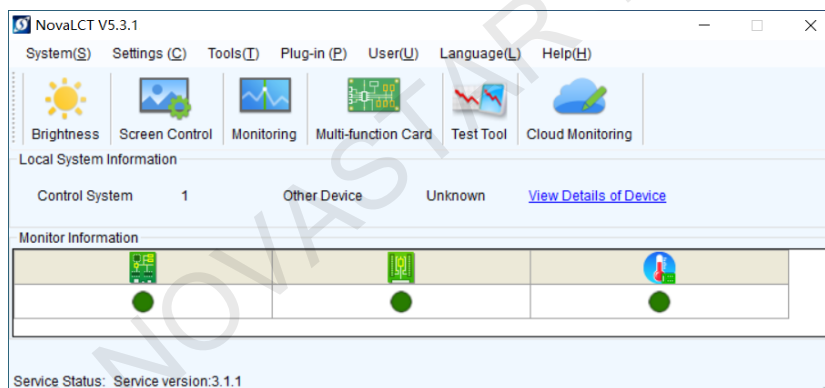 NovaLCT V5.3.1
System(S) Settings (C) Tools(T) Plug-in (P) User(U) Language(L) Help(H)
Brightness Screen Control Monitoring Multi-function Card Test Tool Cloud Monitoring
Local System Information
Control System 1 Other Device Unknown View Details of Device
Monitor Information
Service Status: Service version:3.1.1
NOVASTAR